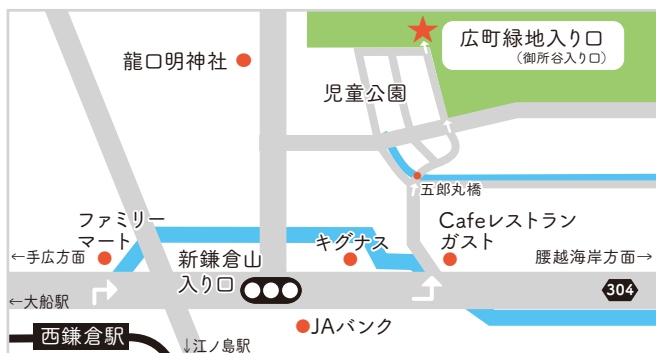 広町緑地入り口
(御所谷入り口)
龍口明神社
児童公園
五郎丸橋
ファミリー
マート
キグナス
Cafeレストラン
ガスト
←手広方面
新鎌倉山
入り口
腰越海岸方面→
←大船駅
304
西鎌倉駅
JAバンク
↓江ノ島駅